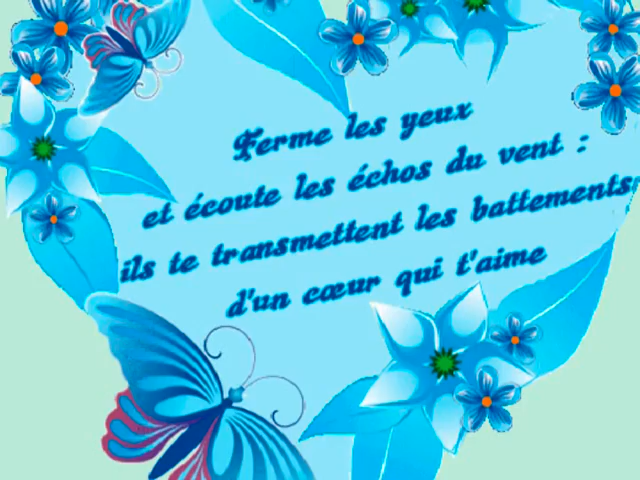 Ferme les yeux
et écoute les échos du vent :
ils te transmettent les battements
d'un cœur qui t'aime